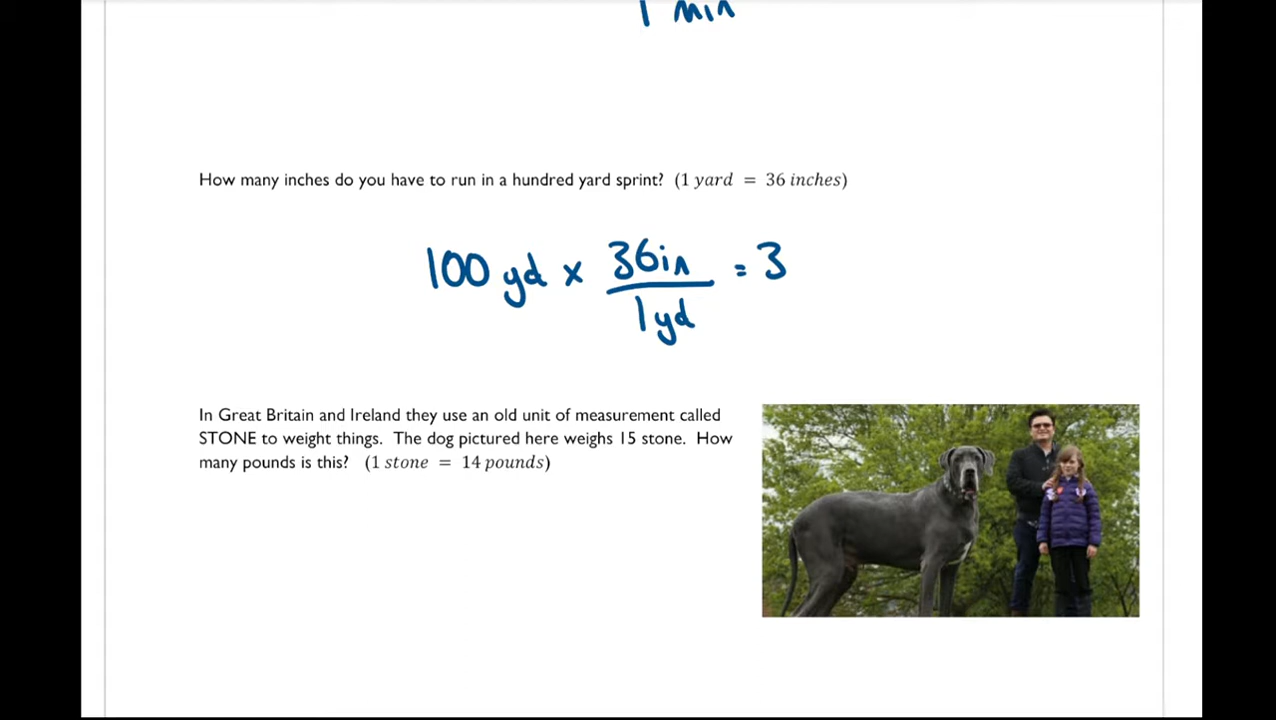 1 min
How many inches do you have to run in a hundred yard sprint? (1 yard = 36 inches)
100 yd × 36in = 3
1yd
In Great Britain and Ireland they use an old unit of measurement called
STONE to weight things. The dog pictured here weighs 15 stone. How
many pounds is this? (1 stone = 14 pounds)